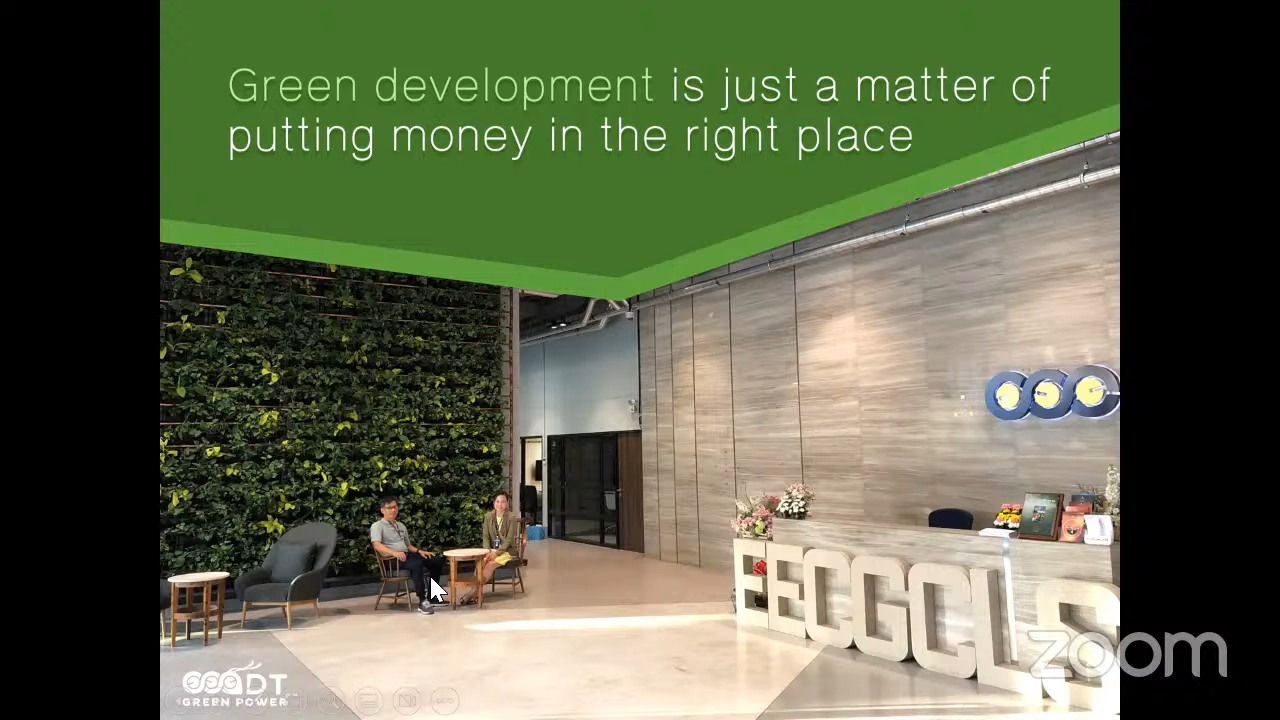 Green development is just a matter of
putting money in the right place
EECGCLS
DT
GREEN POWER
zoom